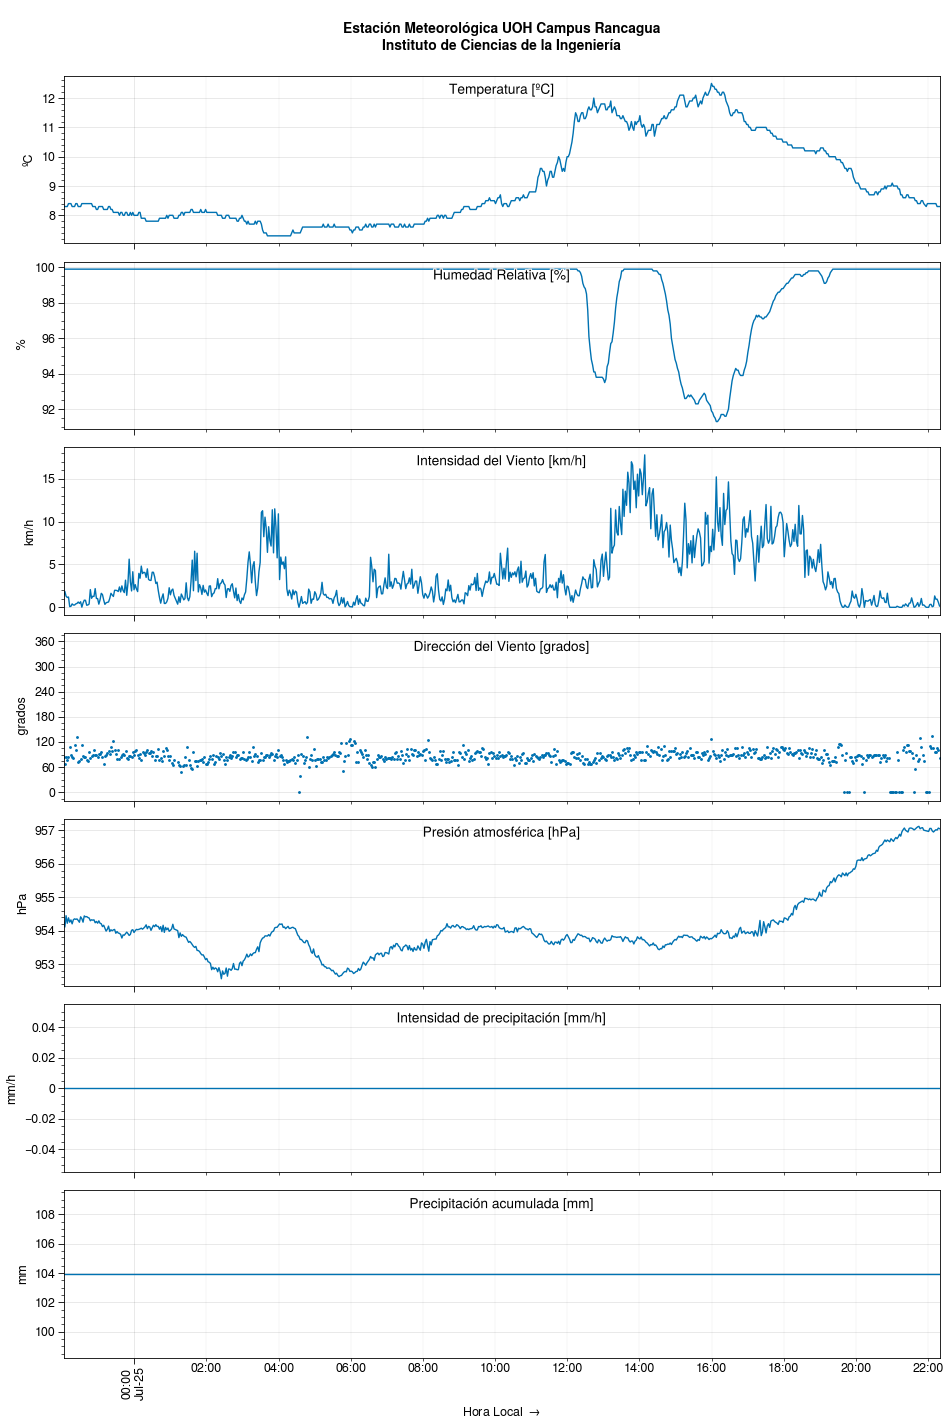 Estación Meteorológica UOH Campus Rancagua
Instituto de Ciencias de la Ingeniería
Temperatura [ºC]
12
11
10
9
8
ºC
Humedad Relativa [%]
100
98
96
94
92
%
Intensidad del Viento [km/h]
15
10
5
0
km/h
Dirección del Viento [grados]
360
300
240
180
120
60
0
grados
Presión atmosférica [hPa]
957
956
955
954
953
hPa
Intensidad de precipitación [mm/h]
0.04
0.02
0
−0.02
−0.04
mm/h
Precipitación acumulada [mm]
108
106
104
102
100
mm
00:00
Jul-25
02:00
04:00
06:00
08:00
10:00
12:00
14:00
16:00
18:00
20:00
22:00
Hora Local →